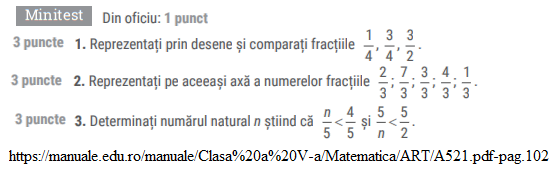 Minitest Din oficiu: 1 punct
3 puncte 1. Reprezentați prin desene și comparați fracțiile 1/4, 3/4, 3/2.
3 puncte 2. Reprezentați pe aceeași axă a numerelor fracțiile 2/3; 7/3; 3/3; 4/3; 1/3.
3 puncte 3. Determinați numărul natural n știind că n/5 < 4/5 și 5/n < 5/2.
https://manuale.edu.ro/manuale/Clasa%20a%20V-a/Matematica/ART/A521.pdf-pag.102